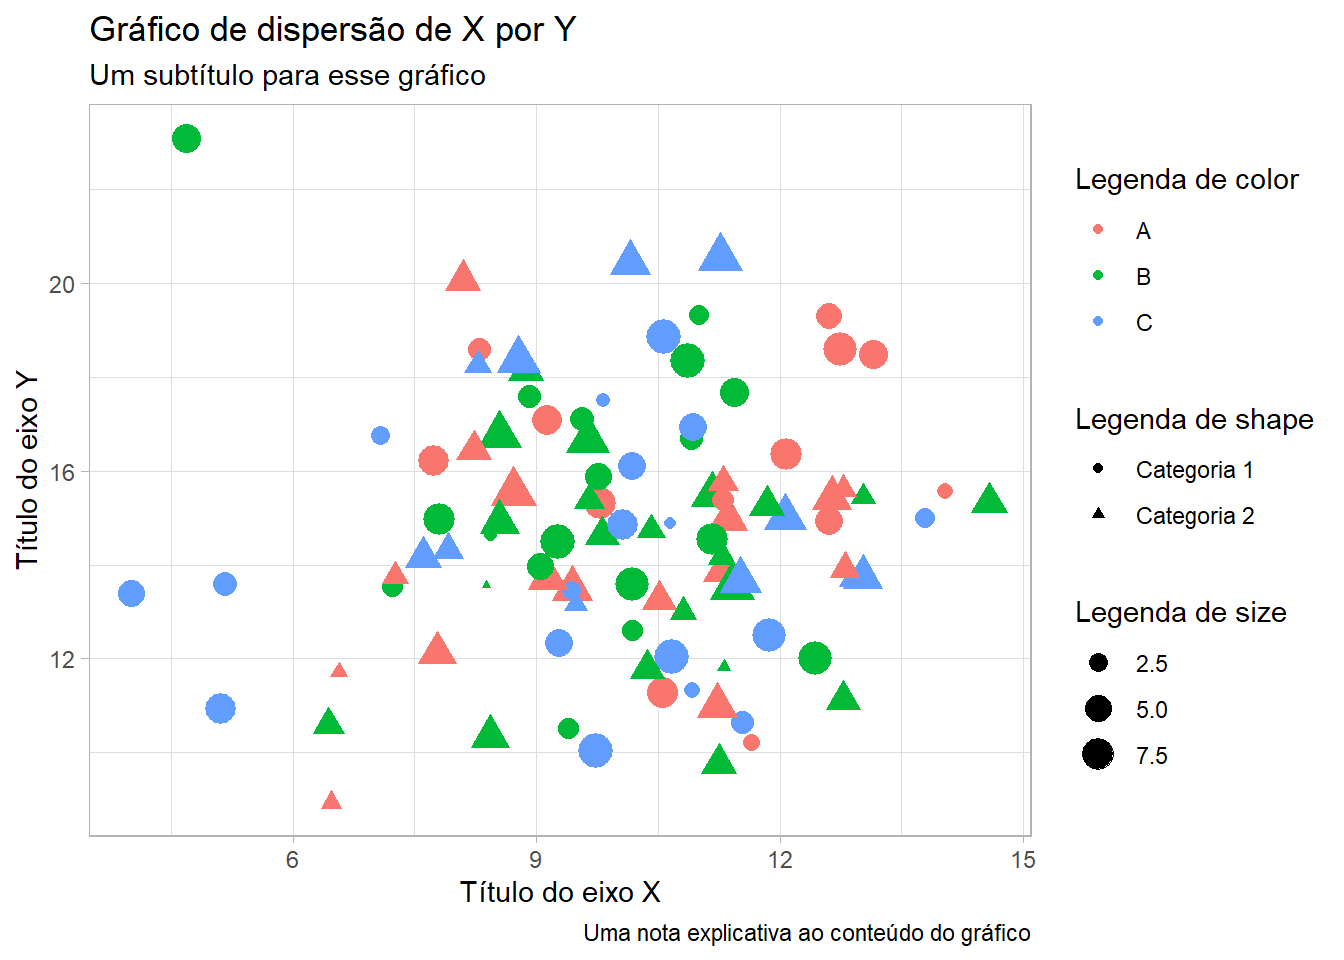 Gráfico de dispersão de X por Y
Um subtítulo para esse gráfico
Título do eixo Y
20
16
12
6
9
12
15
Título do eixo X
Uma nota explicativa ao conteúdo do gráfico
Legenda de color
A
B
C
Legenda de shape
Categoria 1
Categoria 2
Legenda de size
2.5
5.0
7.5